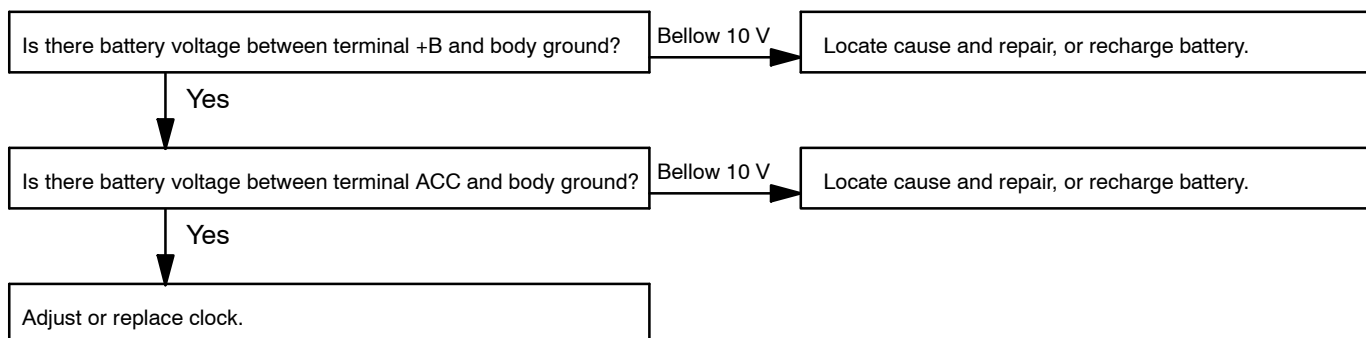 Is there battery voltage between terminal +B and body ground?
Bellow 10 V
Locate cause and repair, or recharge battery.
Yes
Is there battery voltage between terminal ACC and body ground?
Bellow 10 V
Locate cause and repair, or recharge battery.
Yes
Adjust or replace clock.